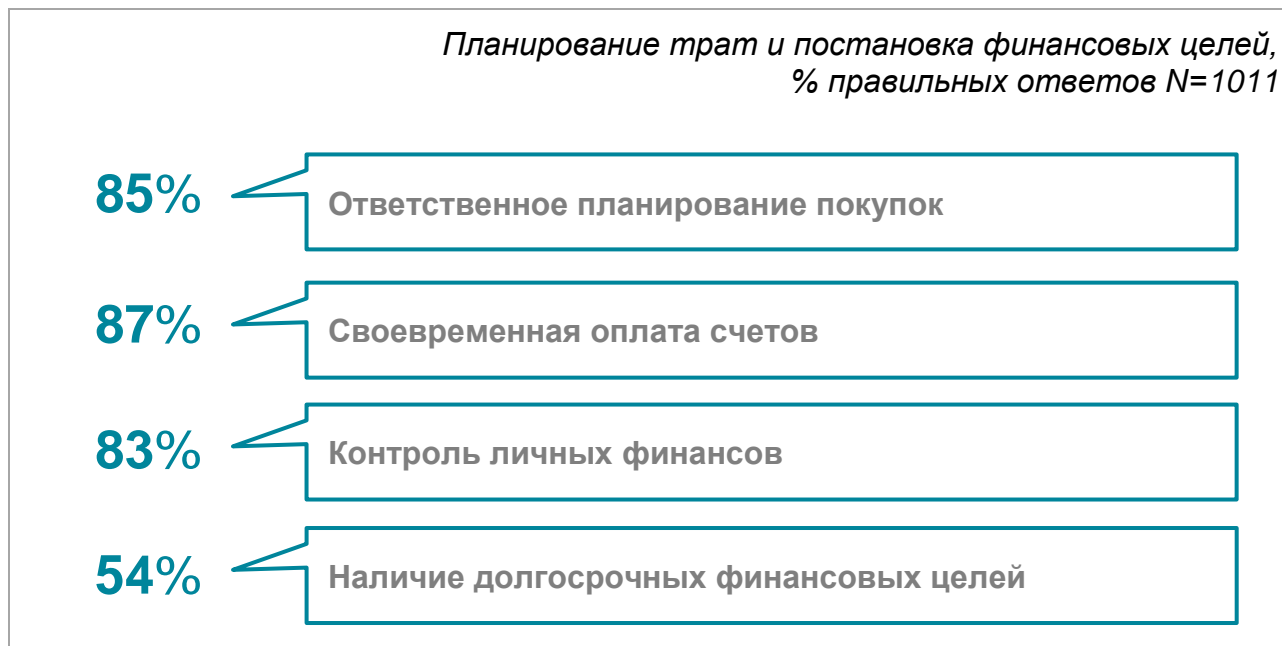 Планирование трат и постановка финансовых целей,
% правильных ответов N=1011
85% Ответственное планирование покупок
87% Своевременная оплата счетов
83% Контроль личных финансов
54% Наличие долгосрочных финансовых целей